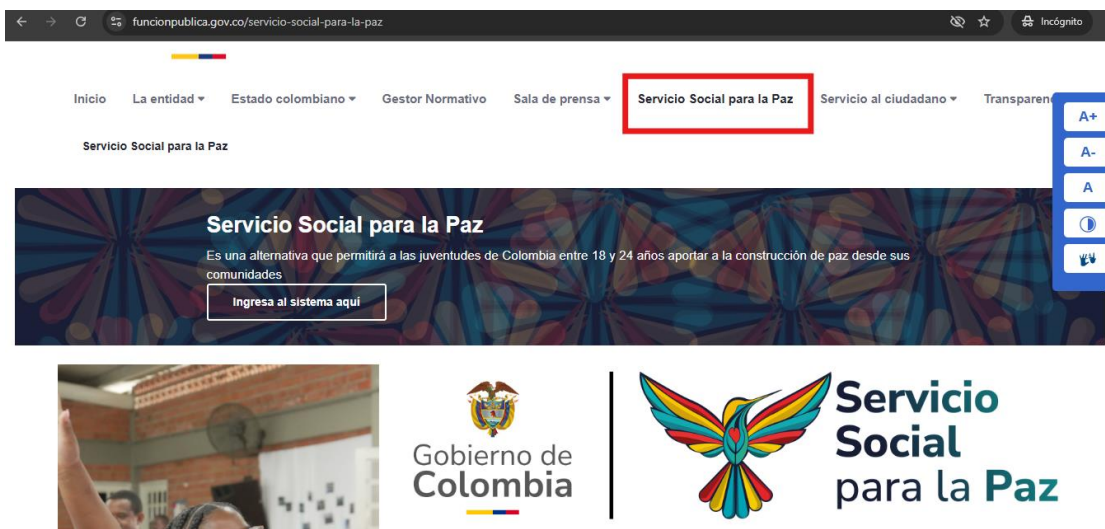 funcionpublica.gov.co/servicio-social-para-la-paz
Incógnito
Inicio La entidad Estado colombiano Gestor Normativo Sala de prensa Servicio Social para la Paz Servicio al ciudadano Transparen
Servicio Social para la Paz
A+
A-
A
Servicio Social para la Paz
Es una alternativa que permitirá a las juventudes de Colombia entre 18 y 24 años aportar a la construcción de paz desde sus
comunidades
Ingresa al sistema aquí
Gobierno de
Colombia
Servicio
Social
para la Paz